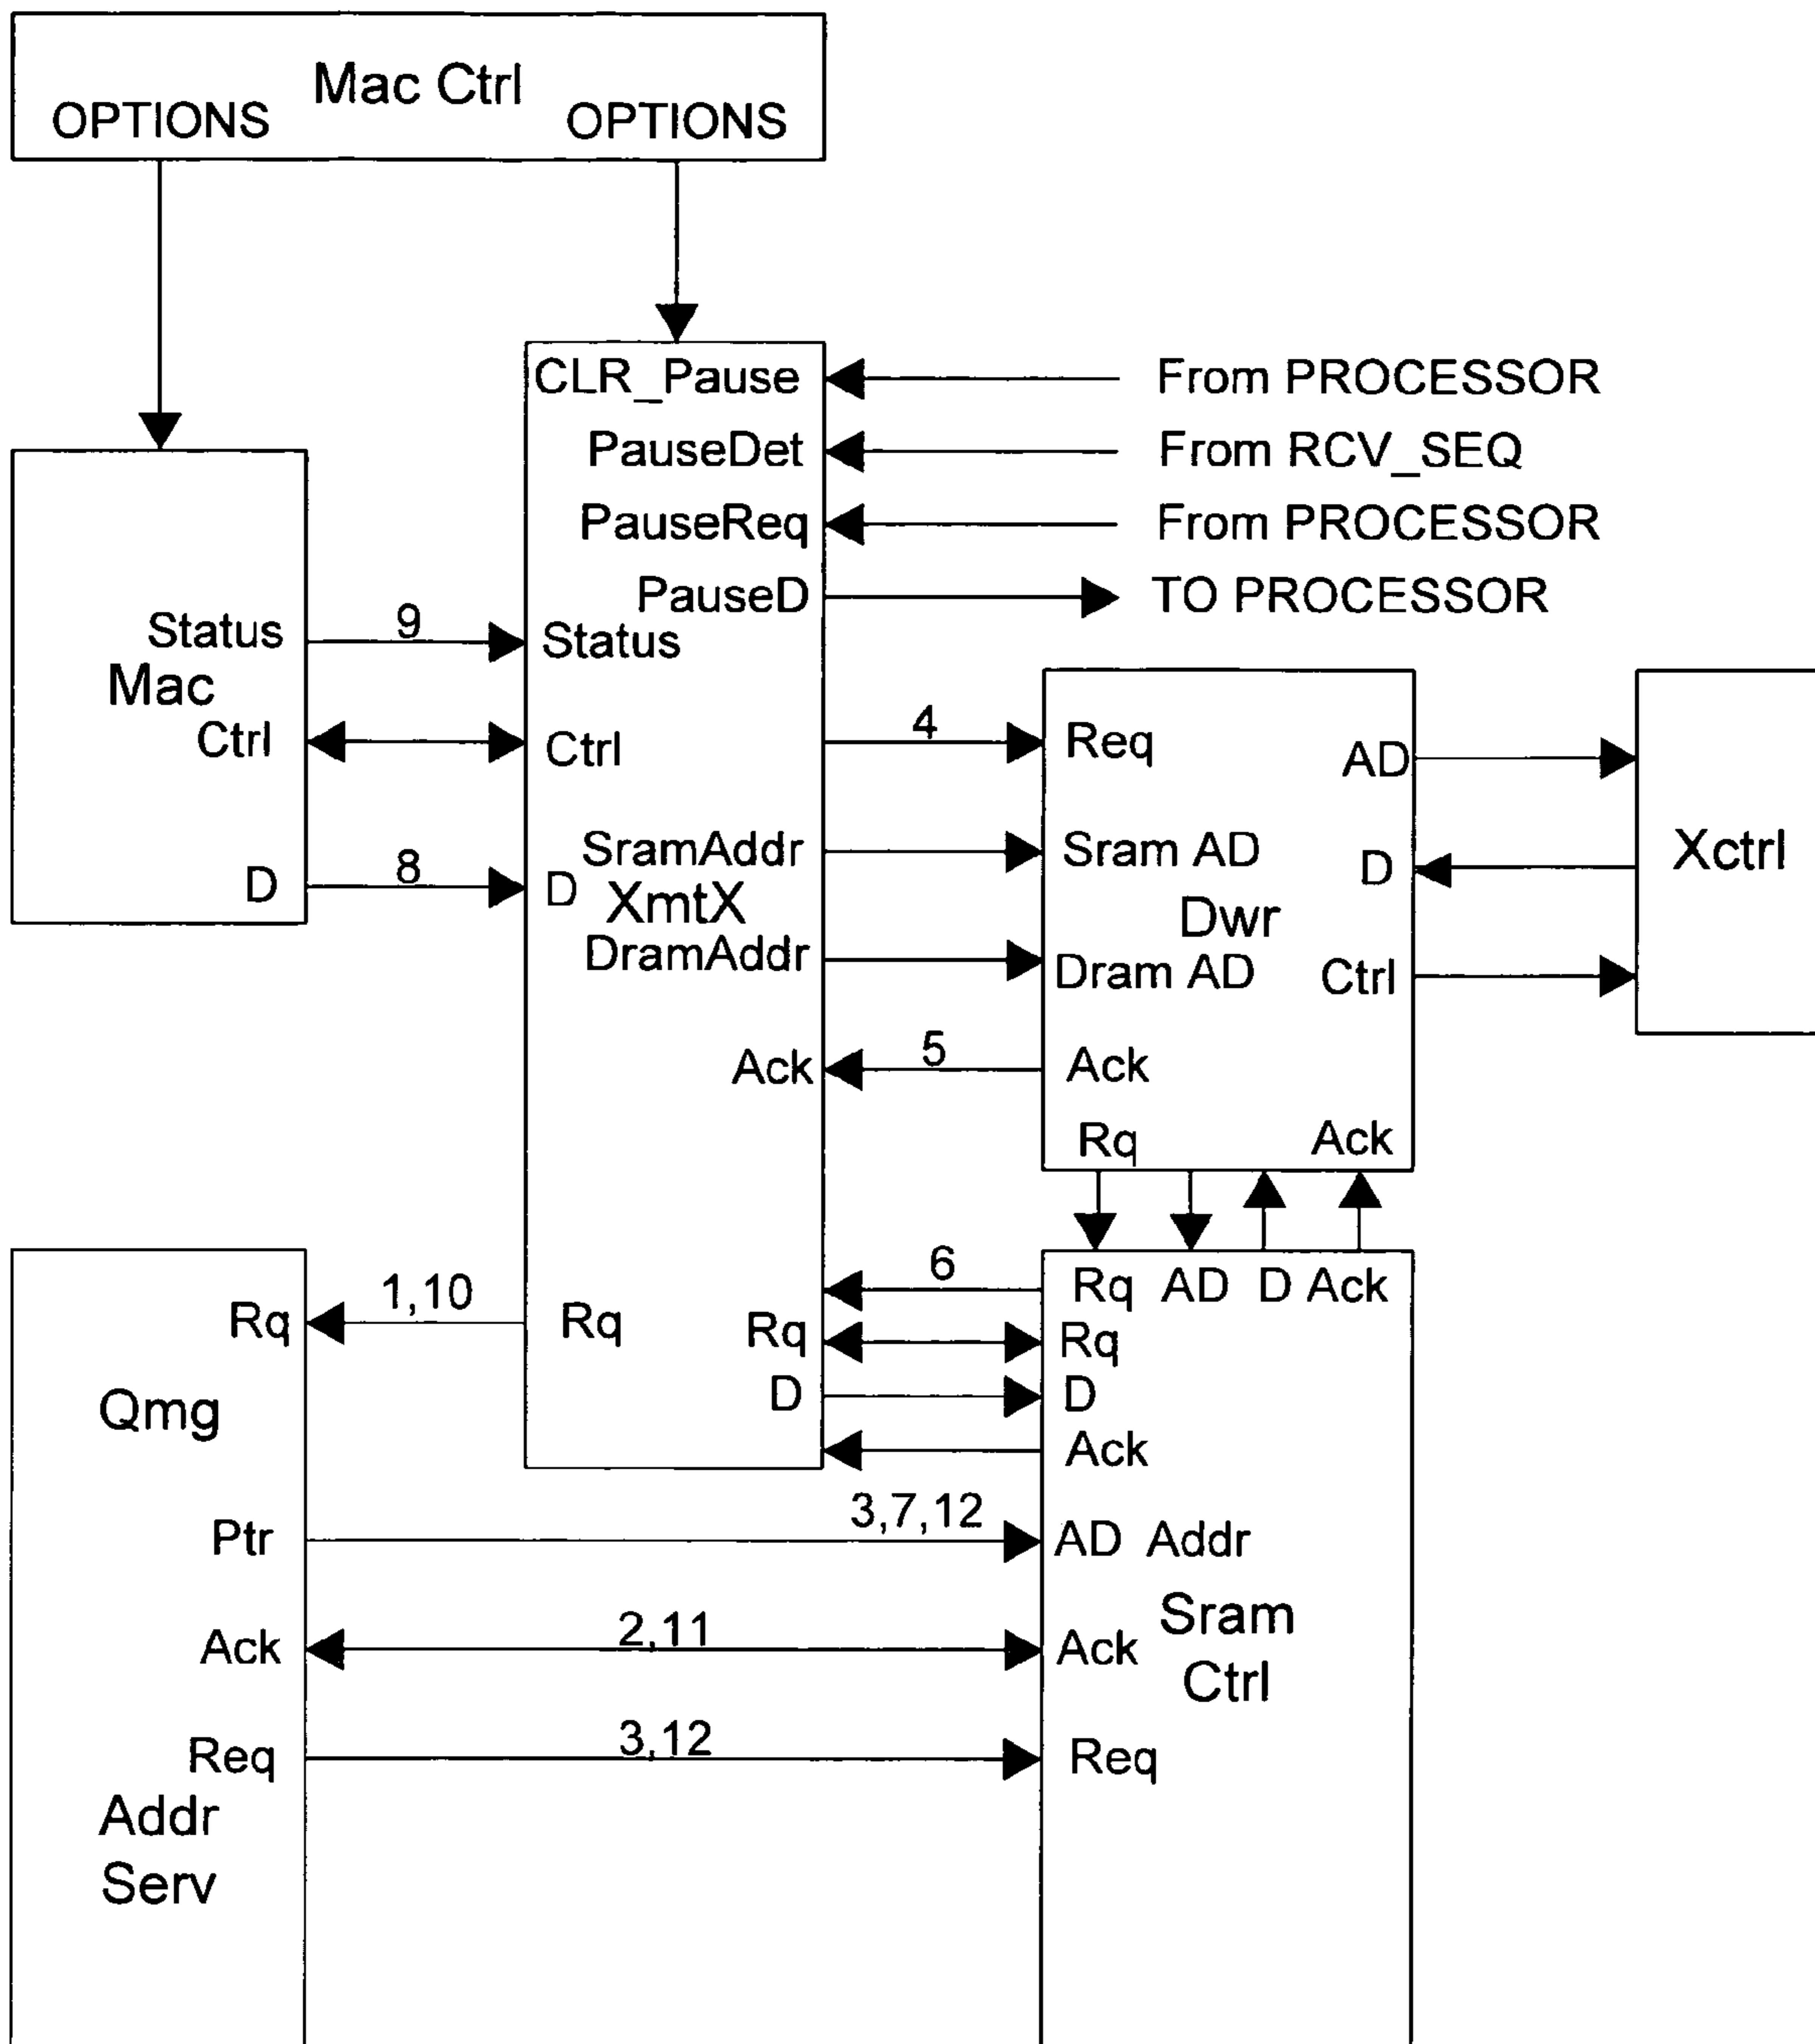 Mac Ctrl
OPTIONS OPTIONS
CLR_Pause From PROCESSOR
PauseDet From RCV_SEQ
PauseReq From PROCESSOR
PauseD TO PROCESSOR
Status 9 Status
Mac
Ctrl Ctrl 4 Req AD
SramAddr Sram AD Xctrl
D 8 D XmtX Dwr D
DramAddr Dram AD Ctrl
Ack 5 Ack
Rq Ack
6 Rq AD D Ack
Rq 1,10 Rq Rq Rq
Qmg D D
Ack
Ptr 3,7,12 AD Addr
Sram
Ack 2,11 Ack
Ctrl
Req 3,12 Req
Addr
Serv